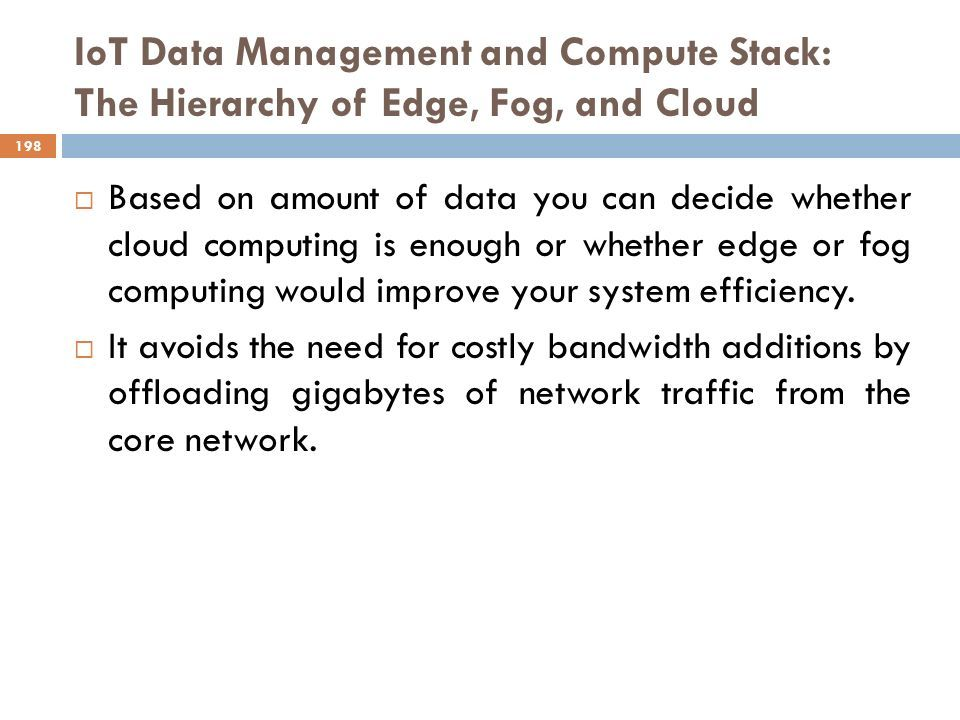 IoT Data Management and Compute Stack:
The Hierarchy of Edge, Fog, and Cloud
198
Based on amount of data you can decide whether
cloud computing is enough or whether edge or fog
computing would improve your system efficiency.
It avoids the need for costly bandwidth additions by
offloading gigabytes of network traffic from the
core network.